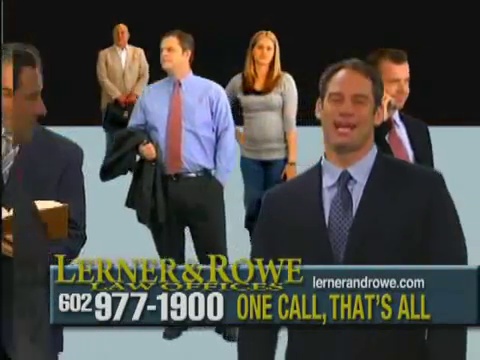 LERNER & ROWE
LAW OFFICES
lernerandrowe.com
602 977-1900
ONE CALL, THAT'S ALL